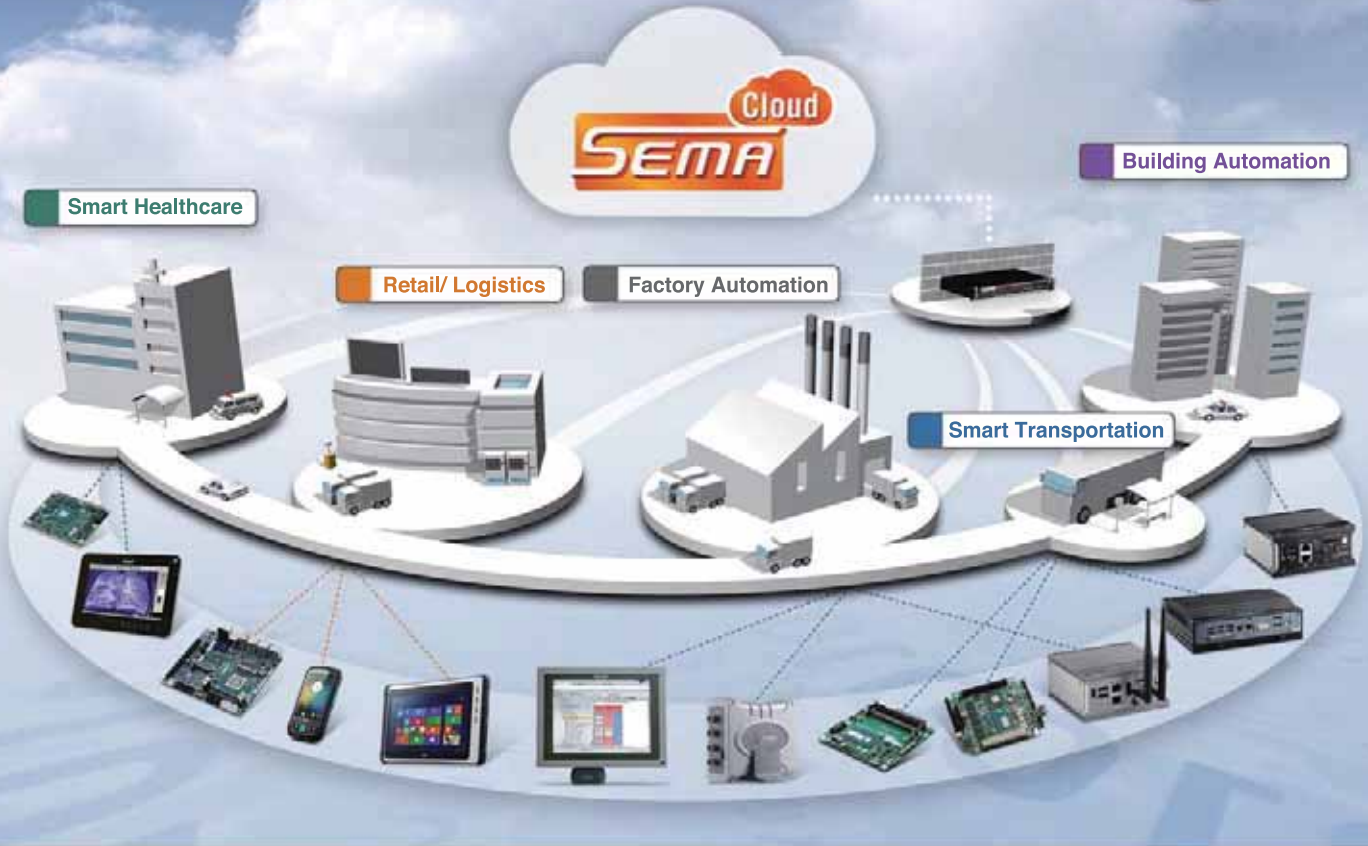 Cloud
SEMA
Building Automation
Smart Healthcare
Retail/ Logistics
Factory Automation
Smart Transportation